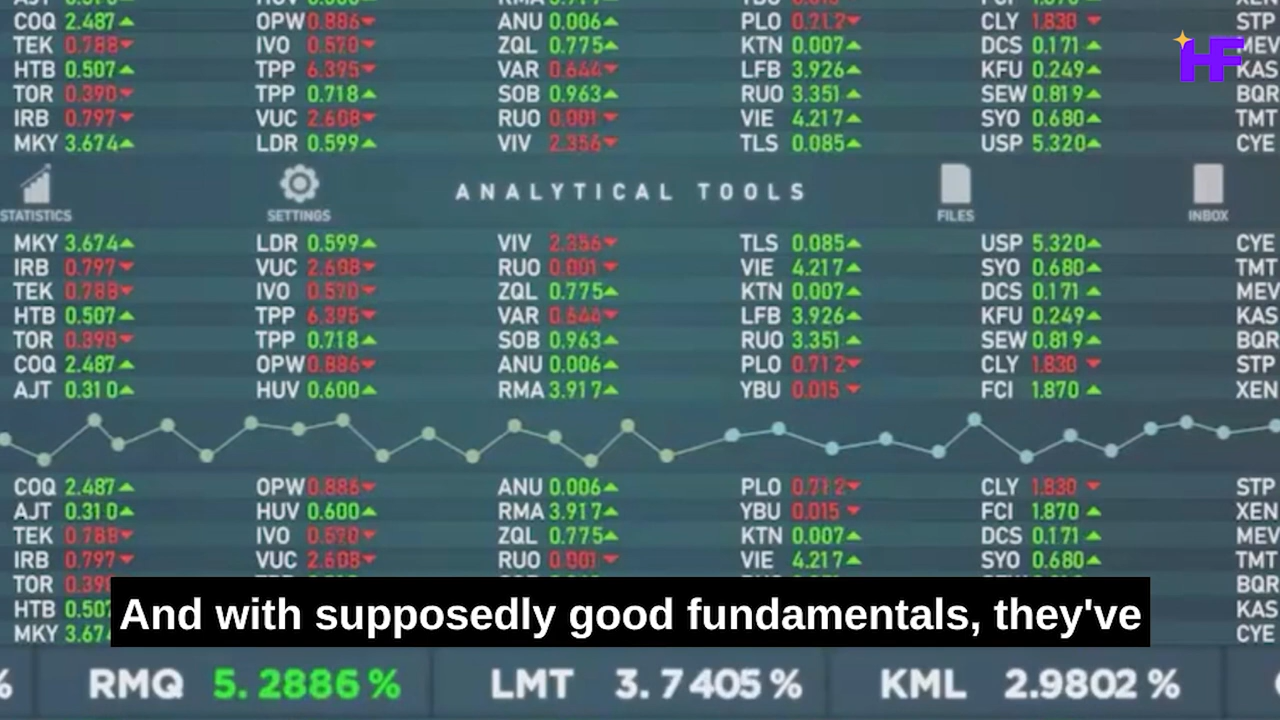 COQ 2.487 OPW 0.886 ANU 0.006 PLO 0.712 CLY 1.830 STP
TEK 0.788 IVO 0.570 ZQL 0.775 KTN 0.007 DCS 0.171 MEV
HTB 0.507 TPP 6.395 VAR 0.644 LFB 3.926 KFU 0.249 KAS
TOR 0.390 TPP 0.718 SOB 0.963 RUO 3.351 SEW 0.819 BQR
IRB 0.797 VUC 2.608 RUO 0.001 VIE 4.217 SYO 0.680 TMT
MKY 3.674 LDR 0.599 VIV 2.356 TLS 0.085 USP 5.320 CYE
HF
ANALYTICAL TOOLS
STATISTICS SETTINGS FILES INBOX
MKY 3.674 LDR 0.599 VIV 2.356 TLS 0.085 USP 5.320 CYE
IRB 0.797 VUC 2.608 RUO 0.001 VIE 4.217 SYO 0.680 TMT
TEK 0.788 IVO 0.570 ZQL 0.775 KTN 0.007 DCS 0.171 MEV
HTB 0.507 TPP 6.395 VAR 0.644 LFB 3.926 KFU 0.249 KAS
TOR 0.390 TPP 0.718 SOB 0.963 RUO 3.351 SEW 0.819 BQR
COQ 2.487 OPW 0.886 ANU 0.006 PLO 0.712 CLY 1.830 STP
AJT 0.310 HUV 0.600 RMA 3.917 YBU 0.015 FCI 1.870 XEN
COQ 2.487 OPW 0.886 ANU 0.006 PLO 0.712 CLY 1.830 STP
AJT 0.310 HUV 0.600 RMA 3.917 YBU 0.015 FCI 1.870 XEN
TEK 0.788 IVO 0.570 ZQL 0.775 KTN 0.007 DCS 0.171 MEV
IRB 0.797 VUC 2.608 RUO 0.001 VIE 4.217 SYO 0.680 TMT
TOR BQR
HTB KAS
MKY CYE
And with supposedly good fundamentals, they've
% RMQ 5.2886 % LMT 3.7405 % KML 2.9802 %